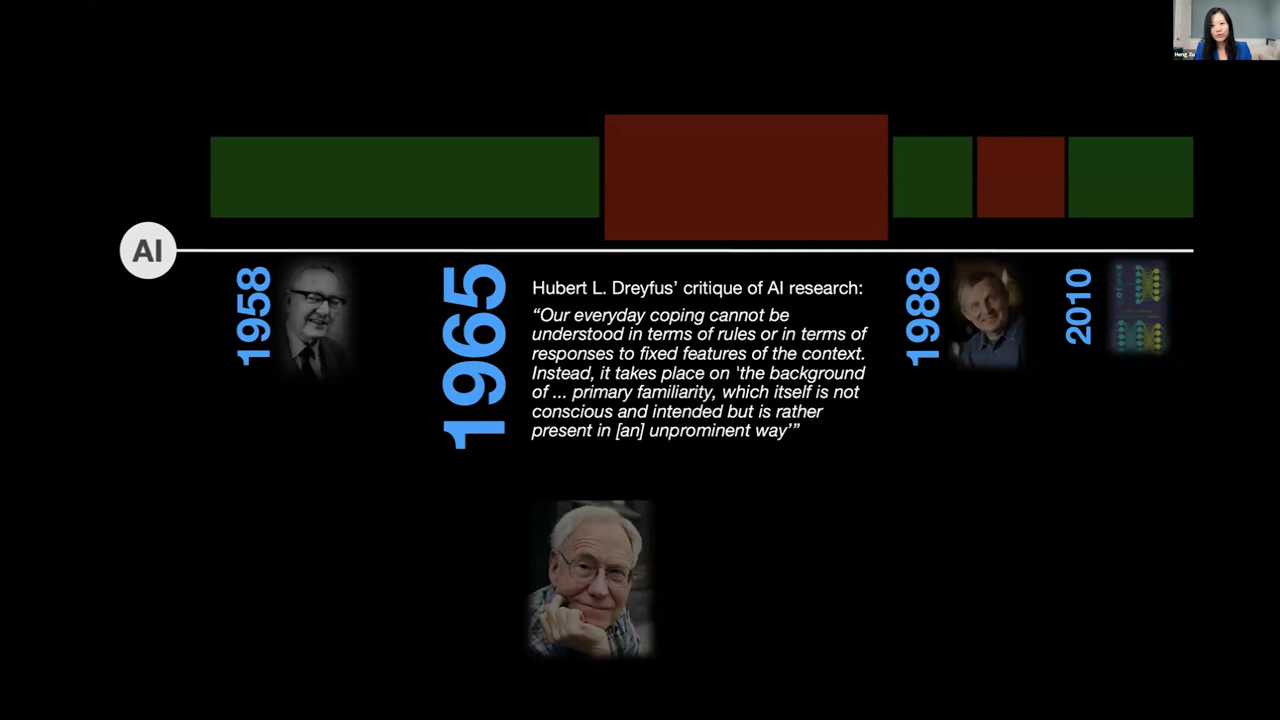 Heng Xu
AI
1958
1965
Hubert L. Dreyfus’ critique of AI research:
“Our everyday coping cannot be
understood in terms of rules or in terms of
responses to fixed features of the context.
Instead, it takes place on 'the background
of ... primary familiarity, which itself is not
conscious and intended but is rather
present in [an] unprominent way’”
1988
2010